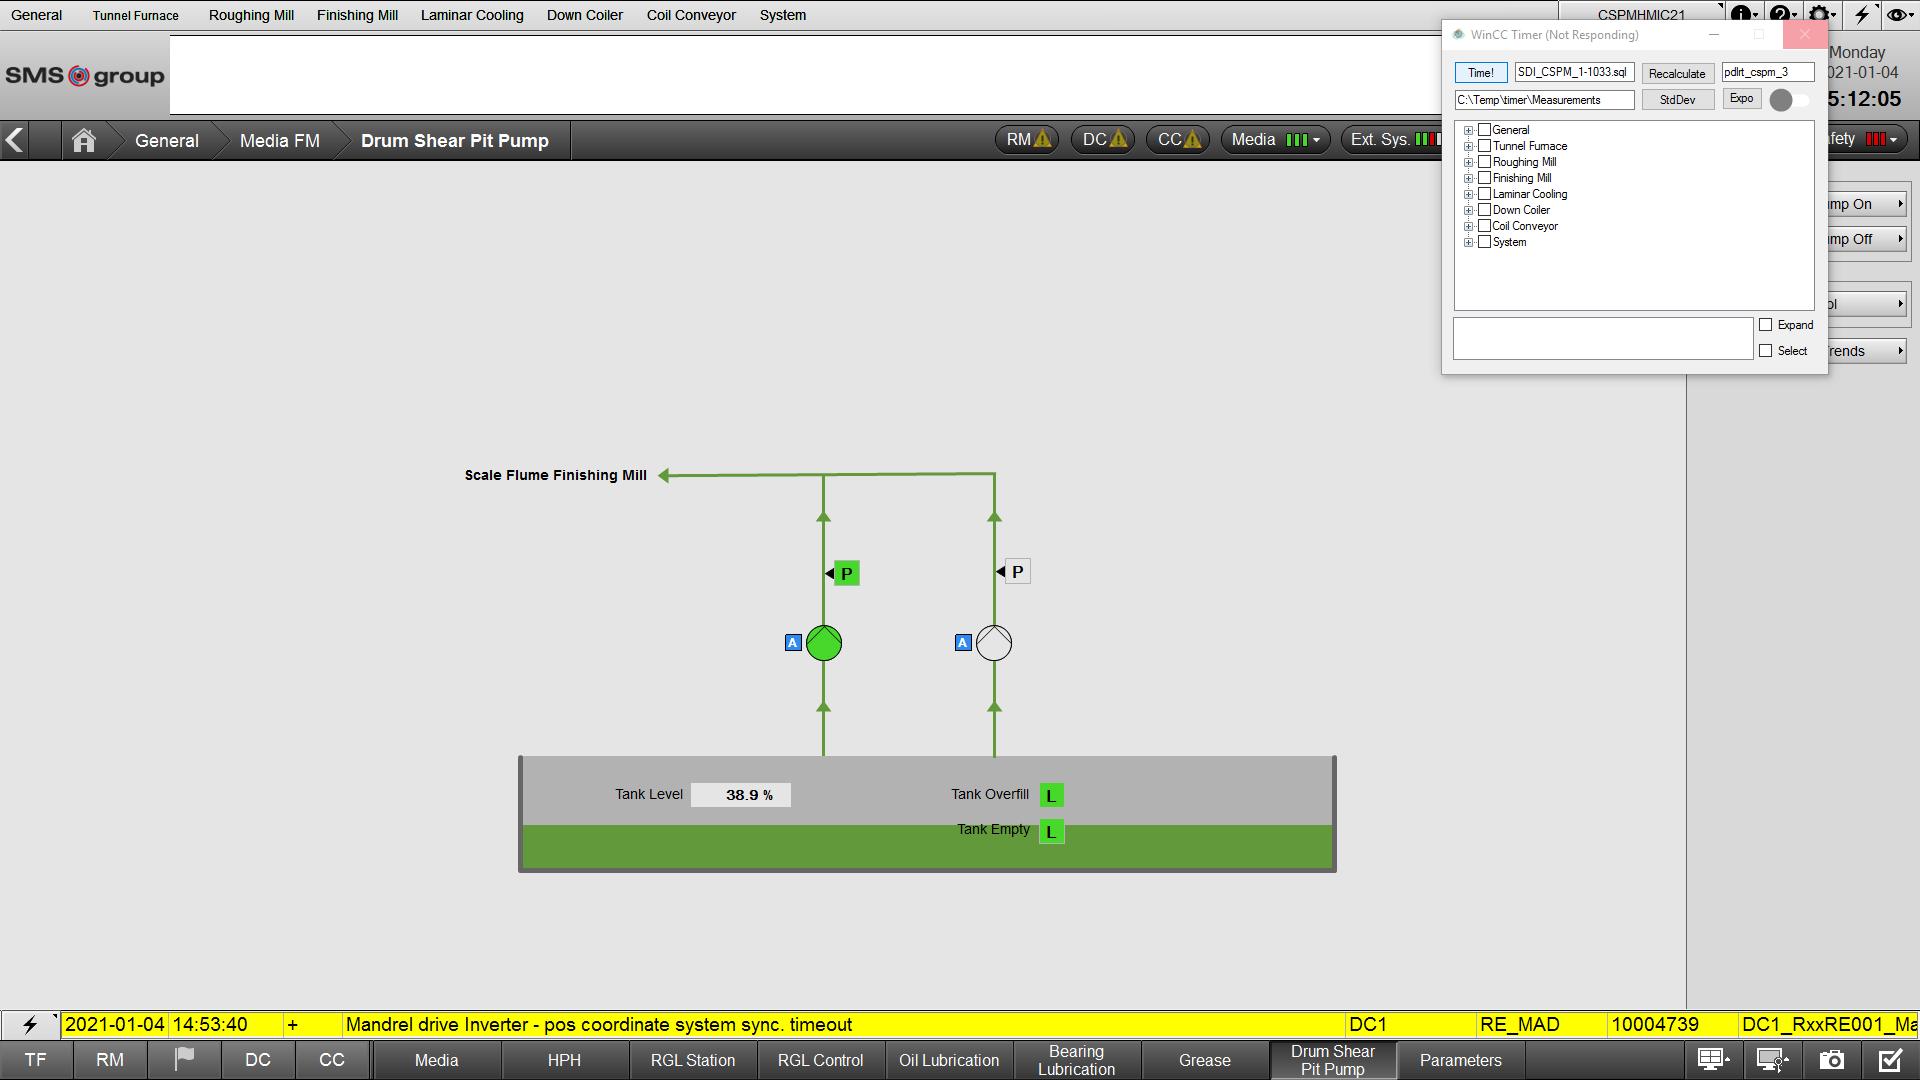 General Tunnel Furnace Roughing Mill Finishing Mill Laminar Cooling Down Coiler Coil Conveyor System CSPMHMIC21
WinCC Timer (Not Responding)
Monday
SMS group
2021-01-04
Time! SDI_CSPM_1-1033.sql Recalculate pdlrt_cspm_3
C:\Temp\timer\Measurements StdDev Expo
5:12:05
General Media FM Drum Shear Pit Pump RM DC CC Media Ext. Sys. fety
General
Tunnel Furnace
Roughing Mill
Finishing Mill
Laminar Cooling
Down Coiler
Coil Conveyor
System
mp On
mp Off
ol
Expand
Select
rends
Scale Flume Finishing Mill
P P
A A
Tank Level 38.9 % Tank Overfill L
Tank Empty L
2021-01-04 14:53:40 + Mandrel drive Inverter - pos coordinate system sync. timeout DC1 RE_MAD 10004739 DC1_RxxRE001_Ma
TF RM DC CC Media HPH RGL Station RGL Control Oil Lubrication Bearing Lubrication Grease Drum Shear Pit Pump Parameters